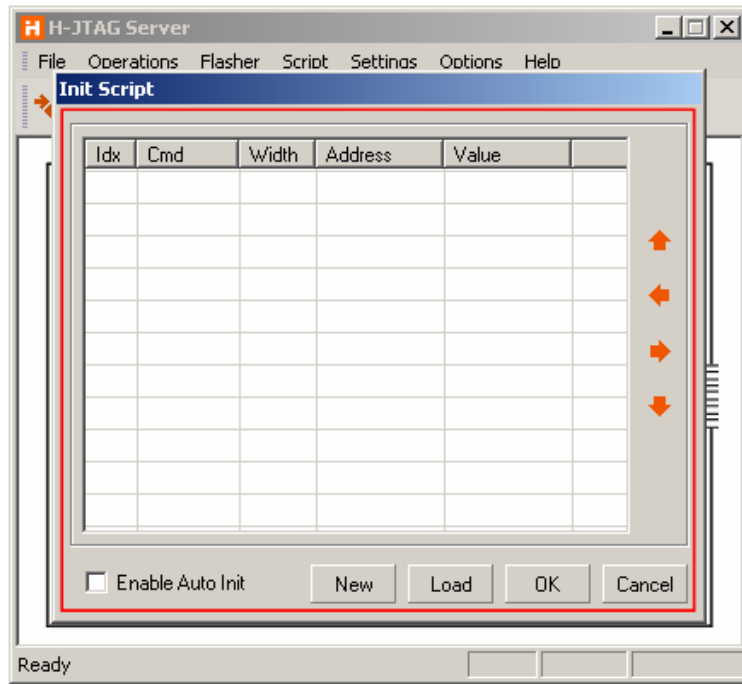 H H-JTAG Server
File Operations Flasher Script Settings Options Help
Init Script
Idx Cmd Width Address Value
Enable Auto Init New Load OK Cancel
Ready